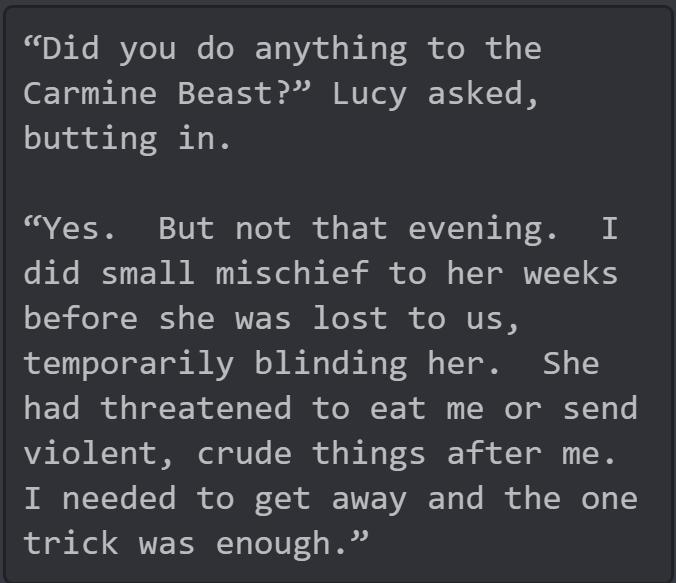 “Did you do anything to the
Carmine Beast?” Lucy asked,
butting in.

“Yes.  But not that evening.  I
did small mischief to her weeks
before she was lost to us,
temporarily blinding her.  She
had threatened to eat me or send
violent, crude things after me.
I needed to get away and the one
trick was enough.”